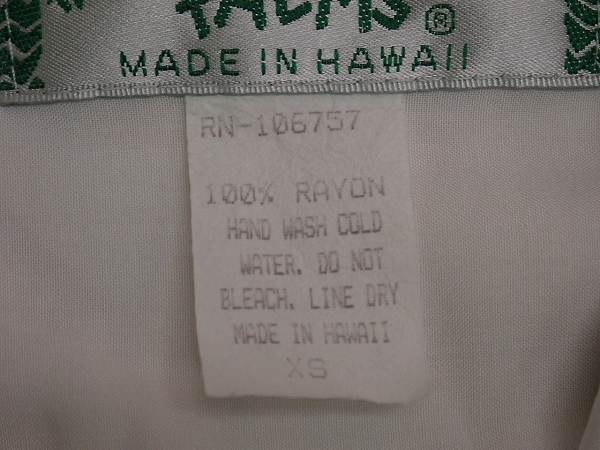 PALMS®
MADE IN HAWAII
RN-106757
100% RAYON
HAND WASH COLD
WATER. DO NOT
BLEACH. LINE DRY
MADE IN HAWAII
XS